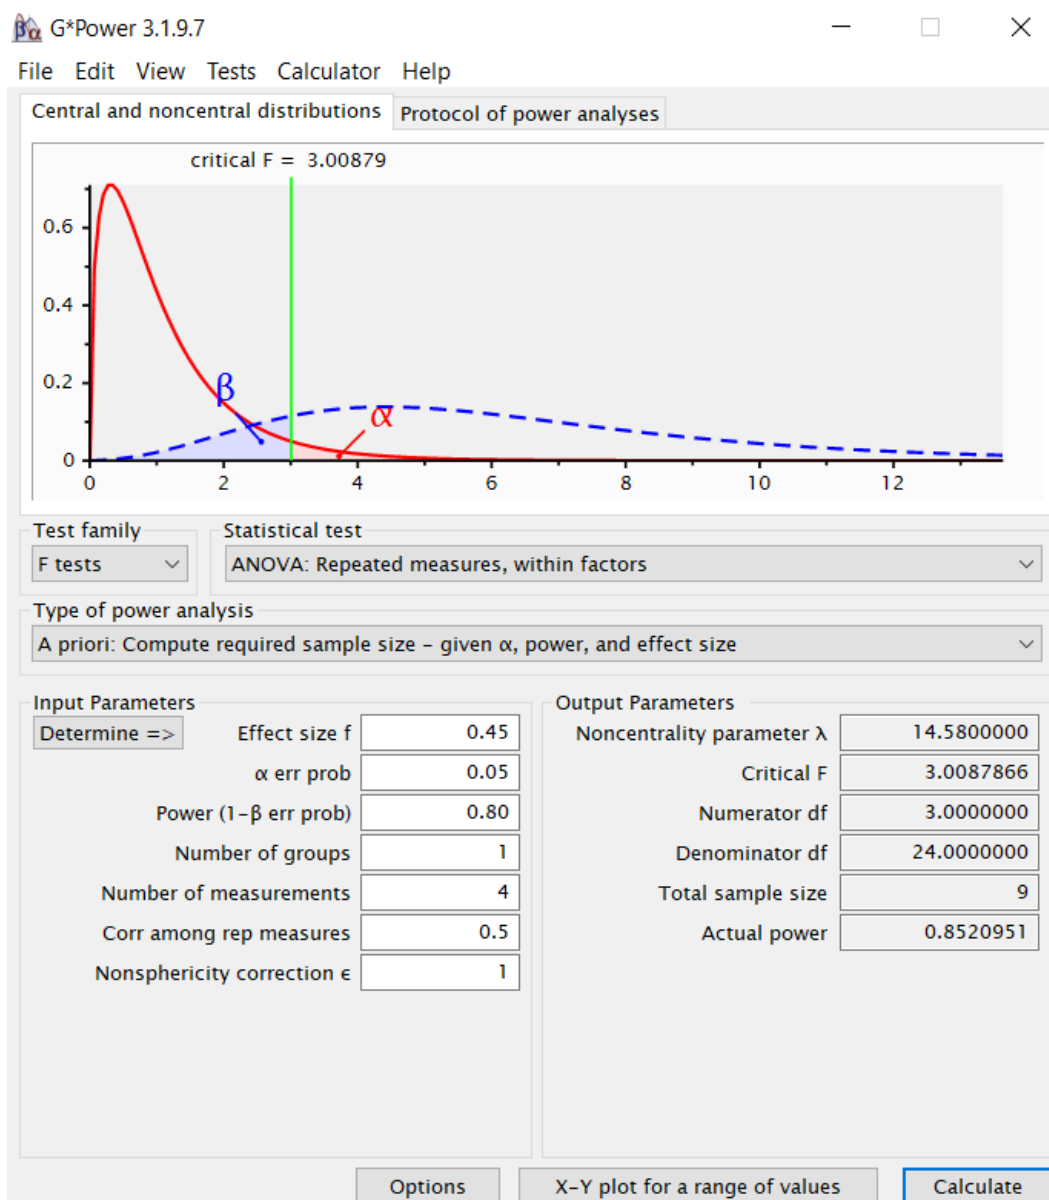 G*Power 3.1.9.7
File Edit View Tests Calculator Help
Central and noncentral distributions Protocol of power analyses
critical F = 3.00879
0.6
0.4
0.2
0
β
α
0 2 4 6 8 10 12
Test family Statistical test
F tests ANOVA: Repeated measures, within factors
Type of power analysis
A priori: Compute required sample size – given α, power, and effect size
Input Parameters Output Parameters
Determine => Effect size f 0.45 Noncentrality parameter λ 14.5800000
α err prob 0.05 Critical F 3.0087866
Power (1-β err prob) 0.80 Numerator df 3.0000000
Number of groups 1 Denominator df 24.0000000
Number of measurements 4 Total sample size 9
Corr among rep measures 0.5 Actual power 0.8520951
Nonsphericity correction ϵ 1
Options X-Y plot for a range of values Calculate